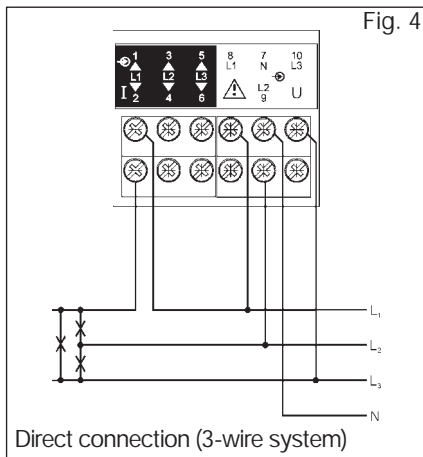 Fig. 4
1 3 5 8 7 10
L1 N L3
L1 L2 L3
I L2 U
2 4 6 9
L₁
L₂
L₃
N
Direct connection (3-wire system)